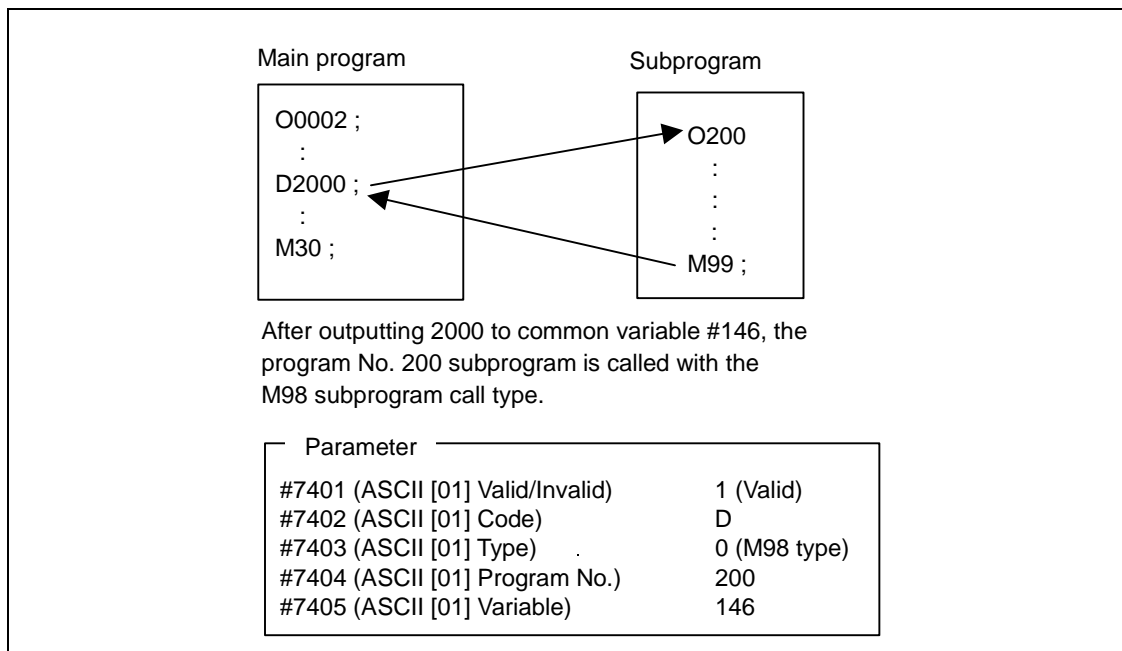 Main program
O0002 ;
:
D2000 ;
:
M30 ;
Subprogram
O200
:
:
:
M99 ;
After outputting 2000 to common variable #146, the
program No. 200 subprogram is called with the
M98 subprogram call type.
Parameter
#7401 (ASCII [01] Valid/Invalid) 1 (Valid)
#7402 (ASCII [01] Code) D
#7403 (ASCII [01] Type) . 0 (M98 type)
#7404 (ASCII [01] Program No.) 200
#7405 (ASCII [01] Variable) 146